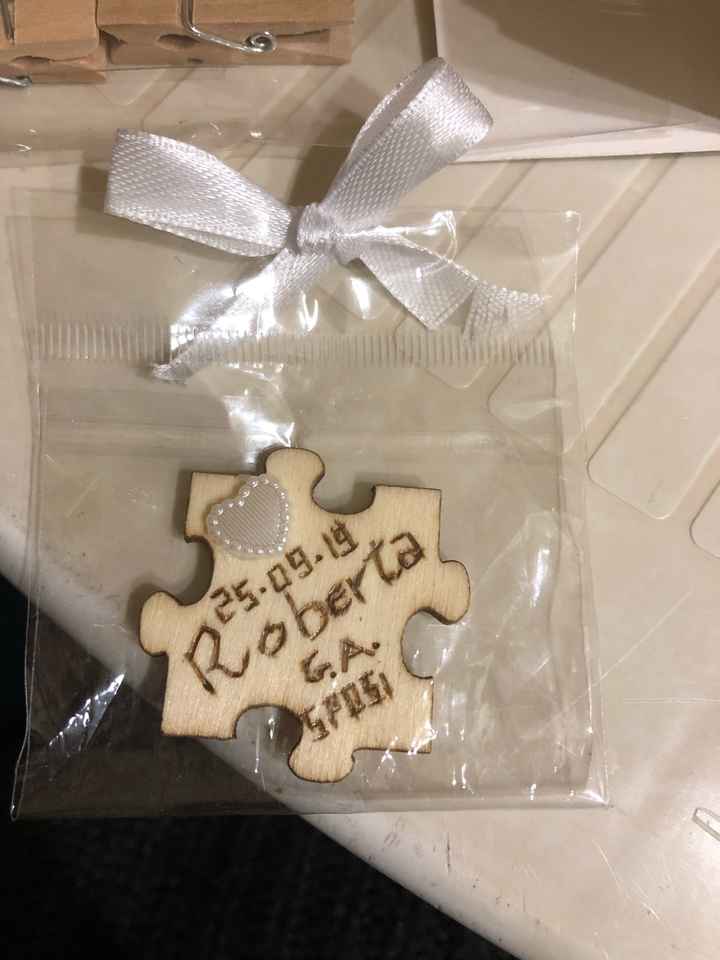 25.09.19
Roberta
G.A.
SPOSI